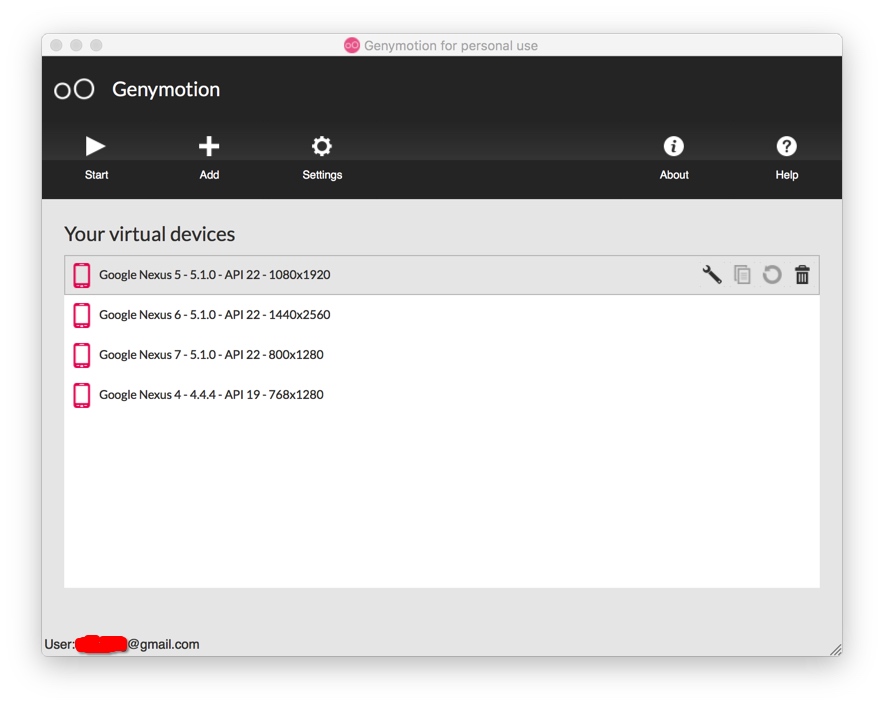 Genymotion for personal use
oO Genymotion
Start Add Settings About Help
Your virtual devices
Google Nexus 5 - 5.1.0 - API 22 - 1080x1920
Google Nexus 6 - 5.1.0 - API 22 - 1440x2560
Google Nexus 7 - 5.1.0 - API 22 - 800x1280
Google Nexus 4 - 4.4.4 - API 19 - 768x1280
User: @gmail.com